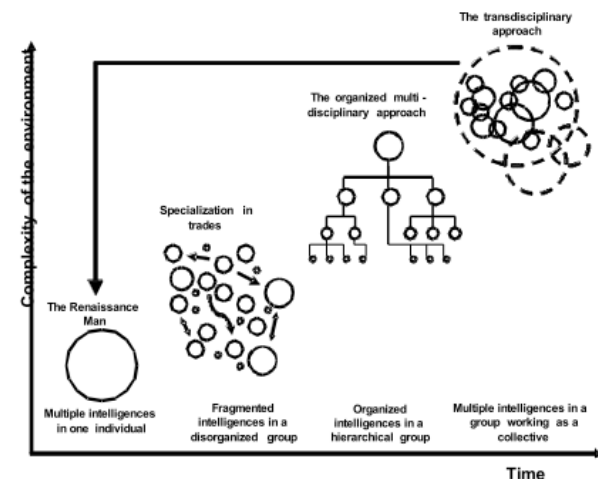 The transdisciplinary
approach
Complexity of the environment
The organized multi -
disciplinary approach
Specialization in
trades
The Renaissance
Man
Multiple intelligences
in one individual
Fragmented
intelligences in a
disorganized group
Organized
intelligences in a
hierarchical group
Multiple intelligences in a
group working as a
collective
Time